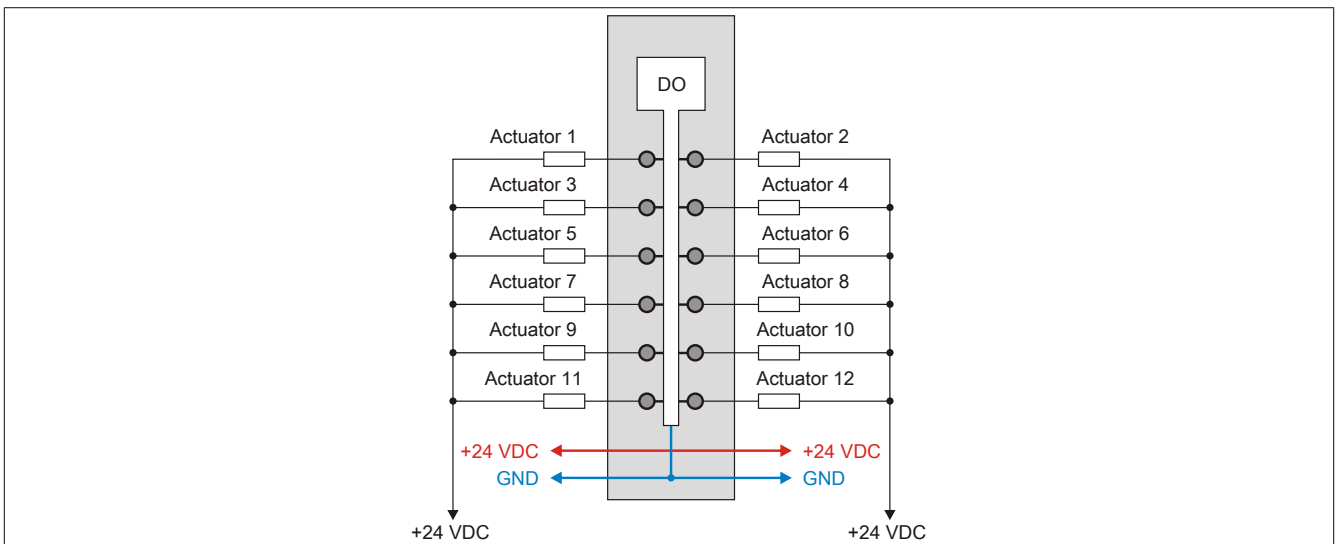 DO
Actuator 1
Actuator 2
Actuator 3
Actuator 4
Actuator 5
Actuator 6
Actuator 7
Actuator 8
Actuator 9
Actuator 10
Actuator 11
Actuator 12
+24 VDC
+24 VDC
GND
GND
+24 VDC
+24 VDC